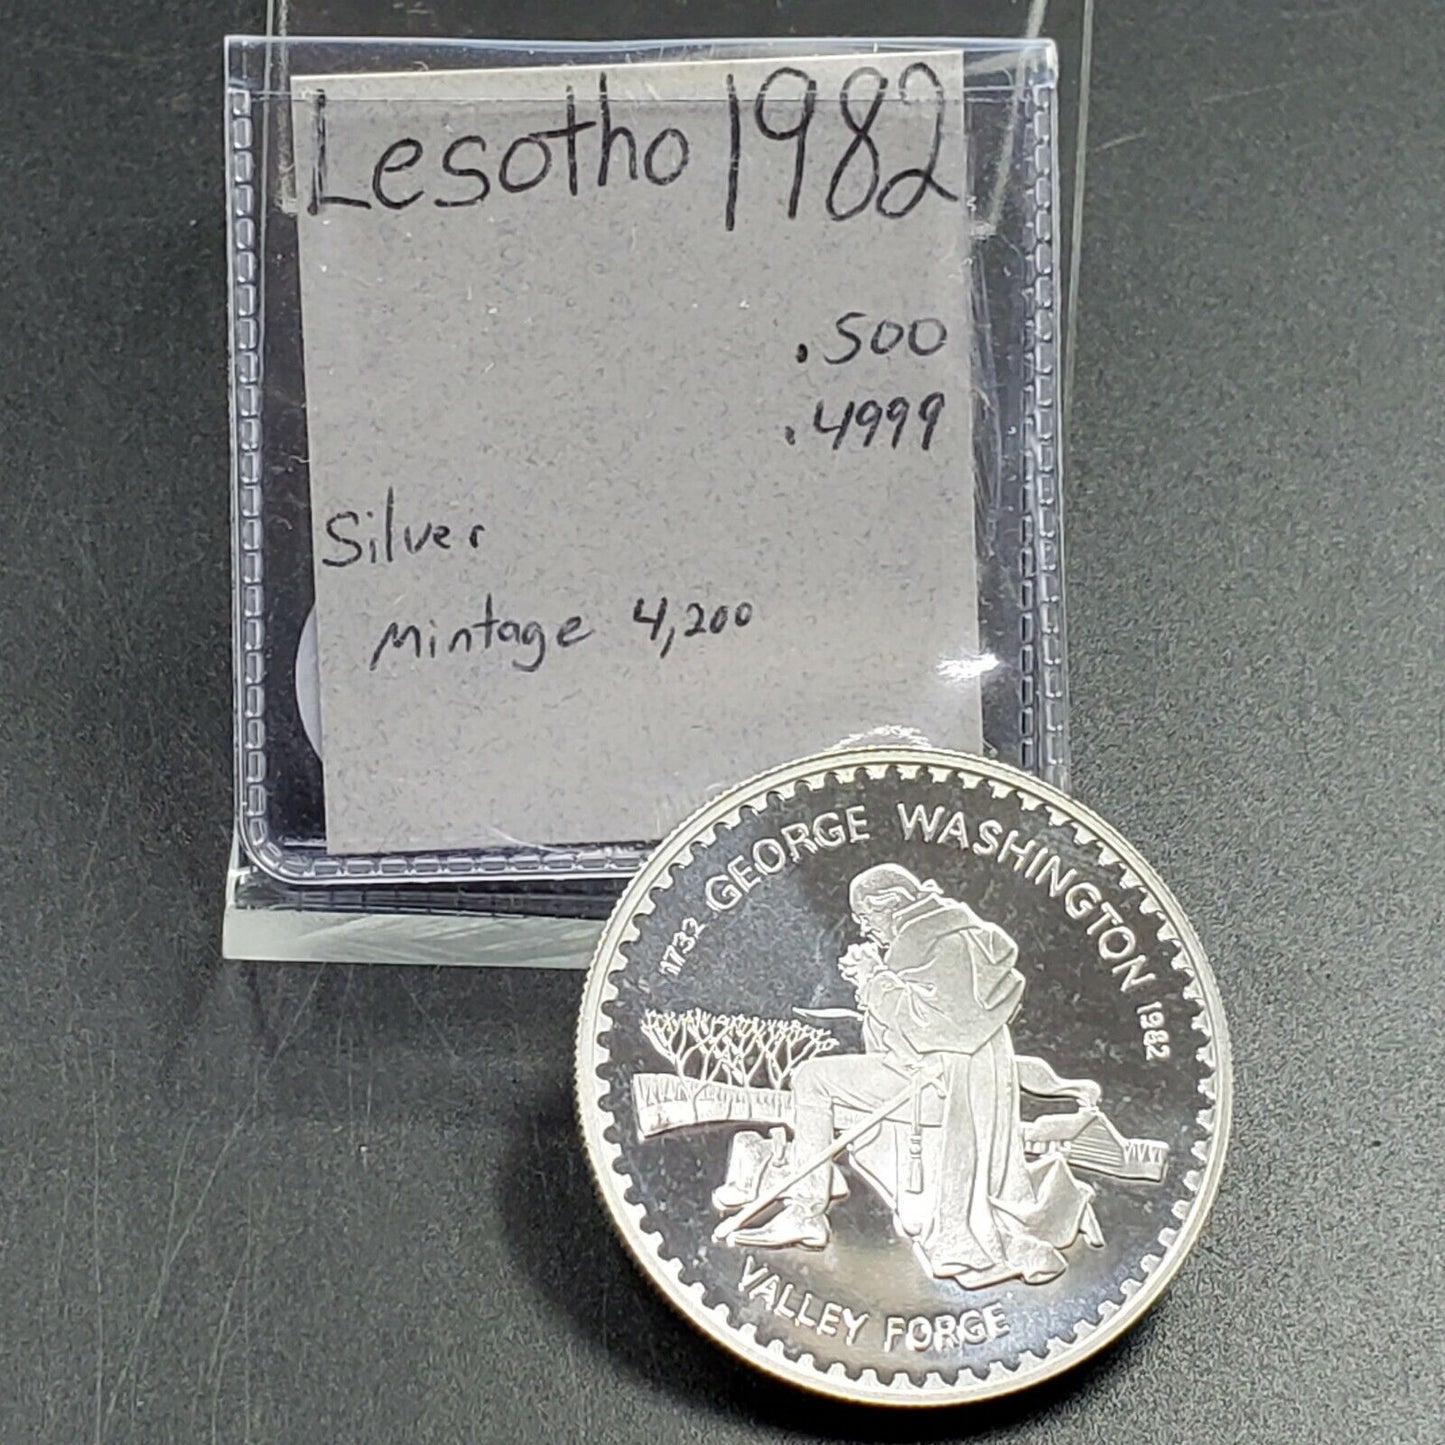 Lesotho 1982
.500
.4999
Silver
Mintage 4,200
1732 GEORGE WASHINGTON 1982
VALLEY FORGE